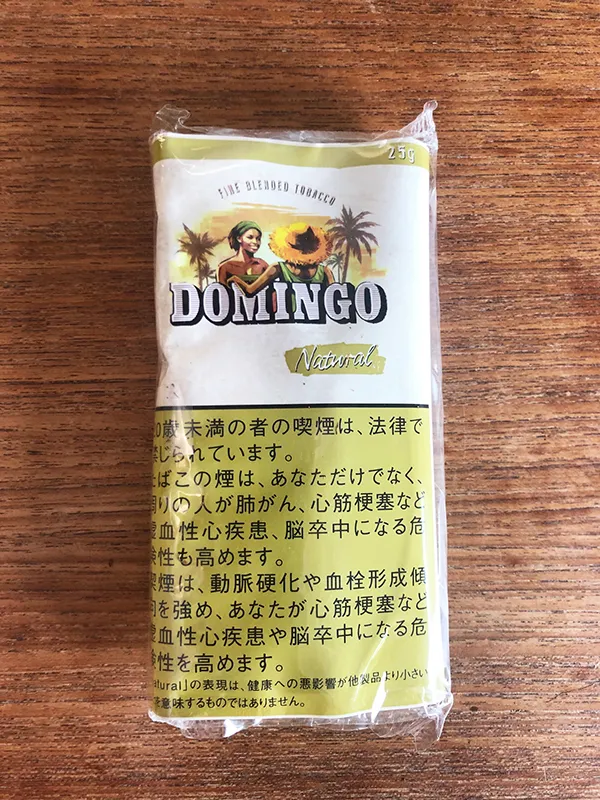 25g
FINE BLENDED TOBACCO
DOMINGO
Natural
0歳未満の者の喫煙は、法律で
禁じられています。
たばこの煙は、あなただけでなく、
周りの人が肺がん、心筋梗塞など
虚血性心疾患、脳卒中になる危
険性も高めます。
喫煙は、動脈硬化や血栓形成傾
向を強め、あなたが心筋梗塞など
虚血性心疾患や脳卒中になる危
険性を高めます。
atural」の表現は、健康への悪影響が他製品より小さい
を意味するものではありません。